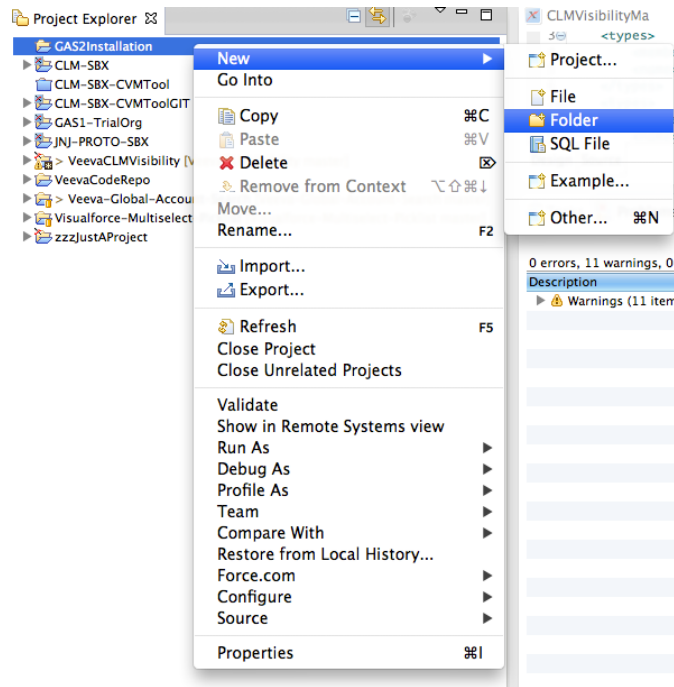 Project Explorer
GAS2Installation
CLM-SBX
CLM-SBX-CVMTool
CLM-SBX-CVMToolGIT
GAS1-TrialOrg
JNJ-PROTO-SBX
> VeevaCLMVisibility [V
VeevaCodeRepo
> Veeva-Global-Accou
Visualforce-Multiselect
zzzJustAProject
New
Go Into
Copy ⌘C
Paste ⌘V
Delete ⌦
Remove from Context ⌥⇧⌘↓
Move...
Rename... F2
Import...
Export...
Refresh F5
Close Project
Close Unrelated Projects
Validate
Show in Remote Systems view
Run As
Debug As
Profile As
Team
Compare With
Restore from Local History...
Force.com
Configure
Source
Properties ⌘I
Project...
File
Folder
SQL File
Example...
Other... ⌘N
CLMVisibilityMa
3 <types>
0 errors, 11 warnings, 0
Description
Warnings (11 item